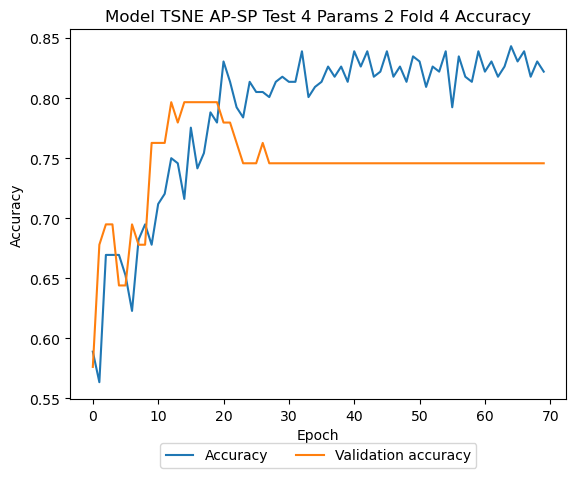 Model TSNE AP-SP Test 4 Params 2 Fold 4 Accuracy
0.85
0.80
0.75
0.70
0.65
0.60
0.55
Accuracy
0 10 20 30 40 50 60 70
Epoch
Accuracy Validation accuracy